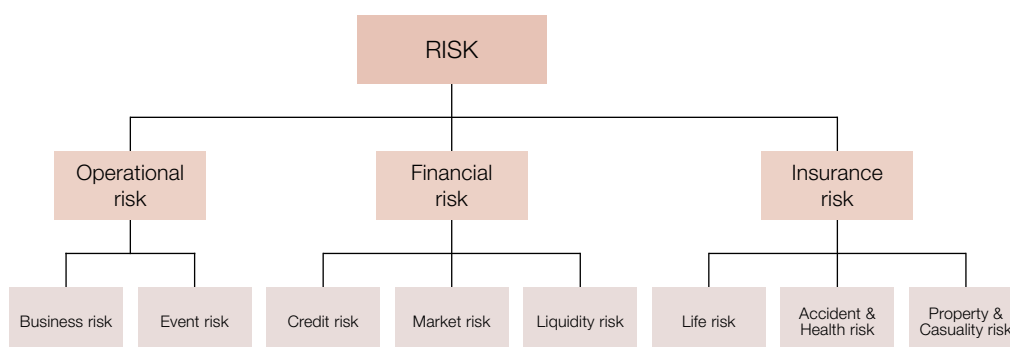 RISK
Operational
risk
Financial
risk
Insurance
risk
Business risk
Event risk
Credit risk
Market risk
Liquidity risk
Life risk
Accident &
Health risk
Property &
Casuality risk